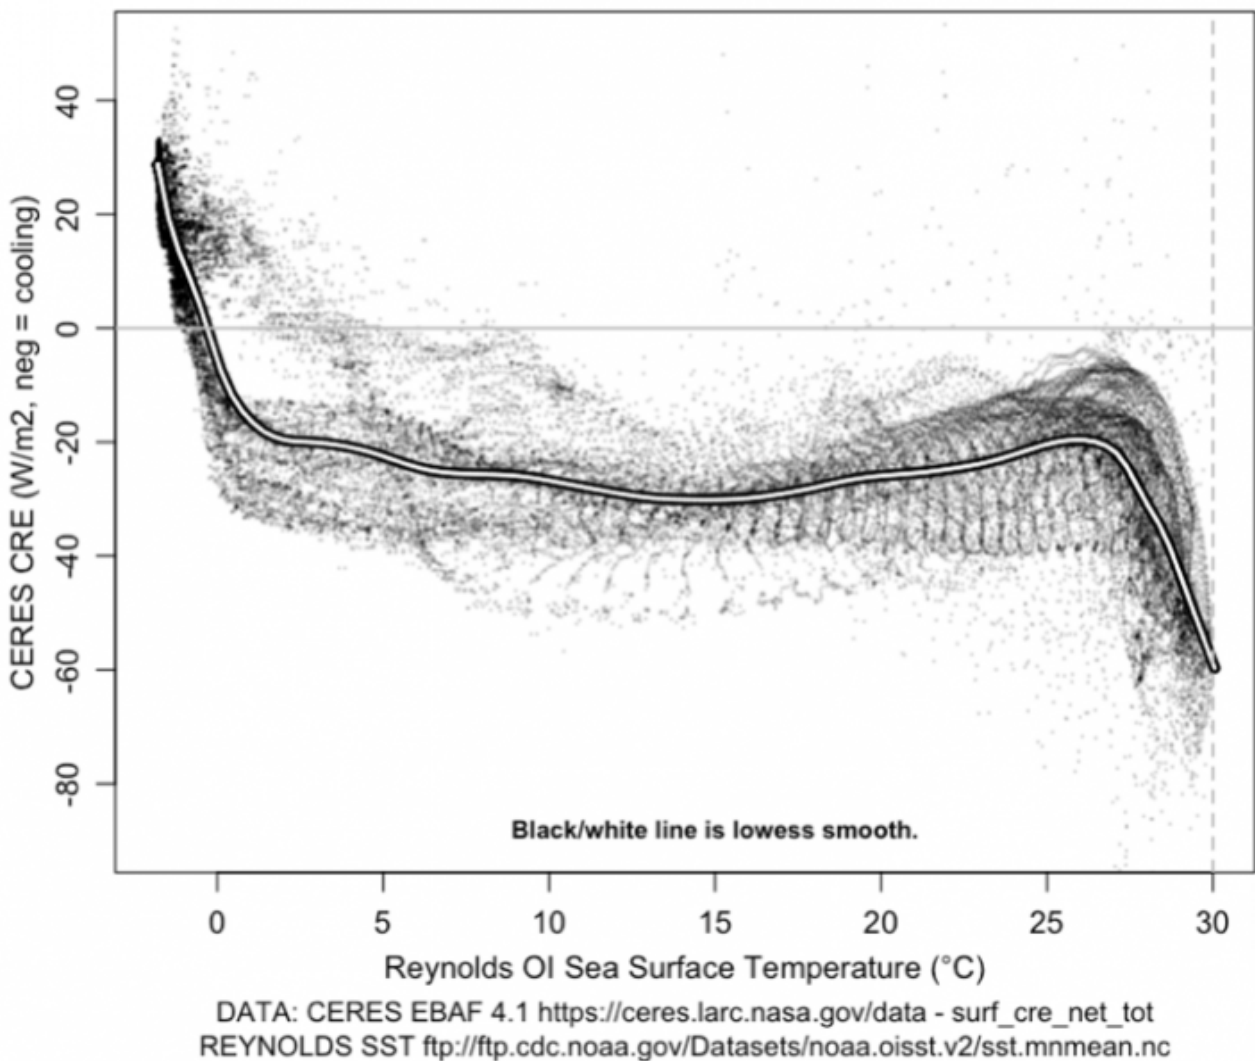 CERES CRE (W/m2, neg = cooling)
40
20
0
-20
-40
-60
-80
Black/white line is lowess smooth.
0 5 10 15 20 25 30
Reynolds OI Sea Surface Temperature (°C)
DATA: CERES EBAF 4.1 https://ceres.larc.nasa.gov/data - surf_cre_net_tot
REYNOLDS SST ftp://ftp.cdc.noaa.gov/Datasets/noaa.oisst.v2/sst.mnmean.nc